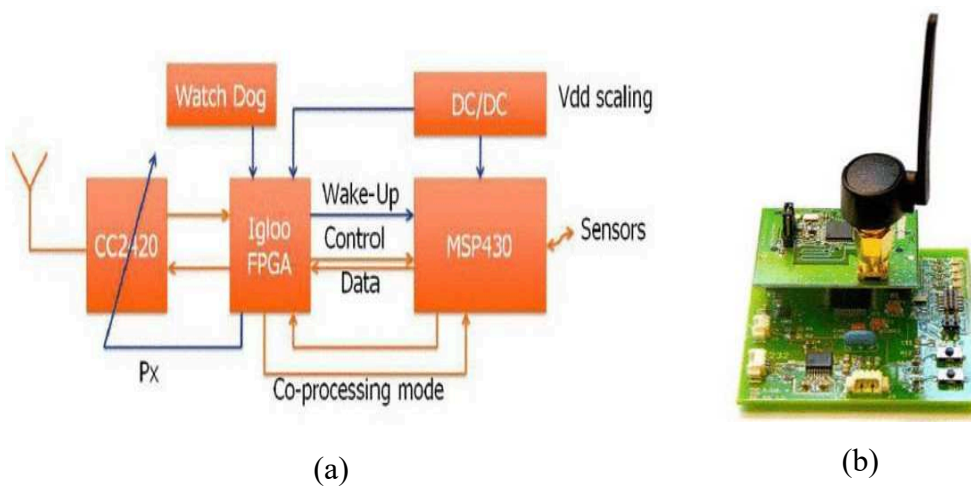 Watch Dog
DC/DC
Vdd scaling
CC2420
Igloo
FPGA
Wake-Up
Control
Data
MSP430
Sensors
Px
Co-processing mode
(a)
(b)